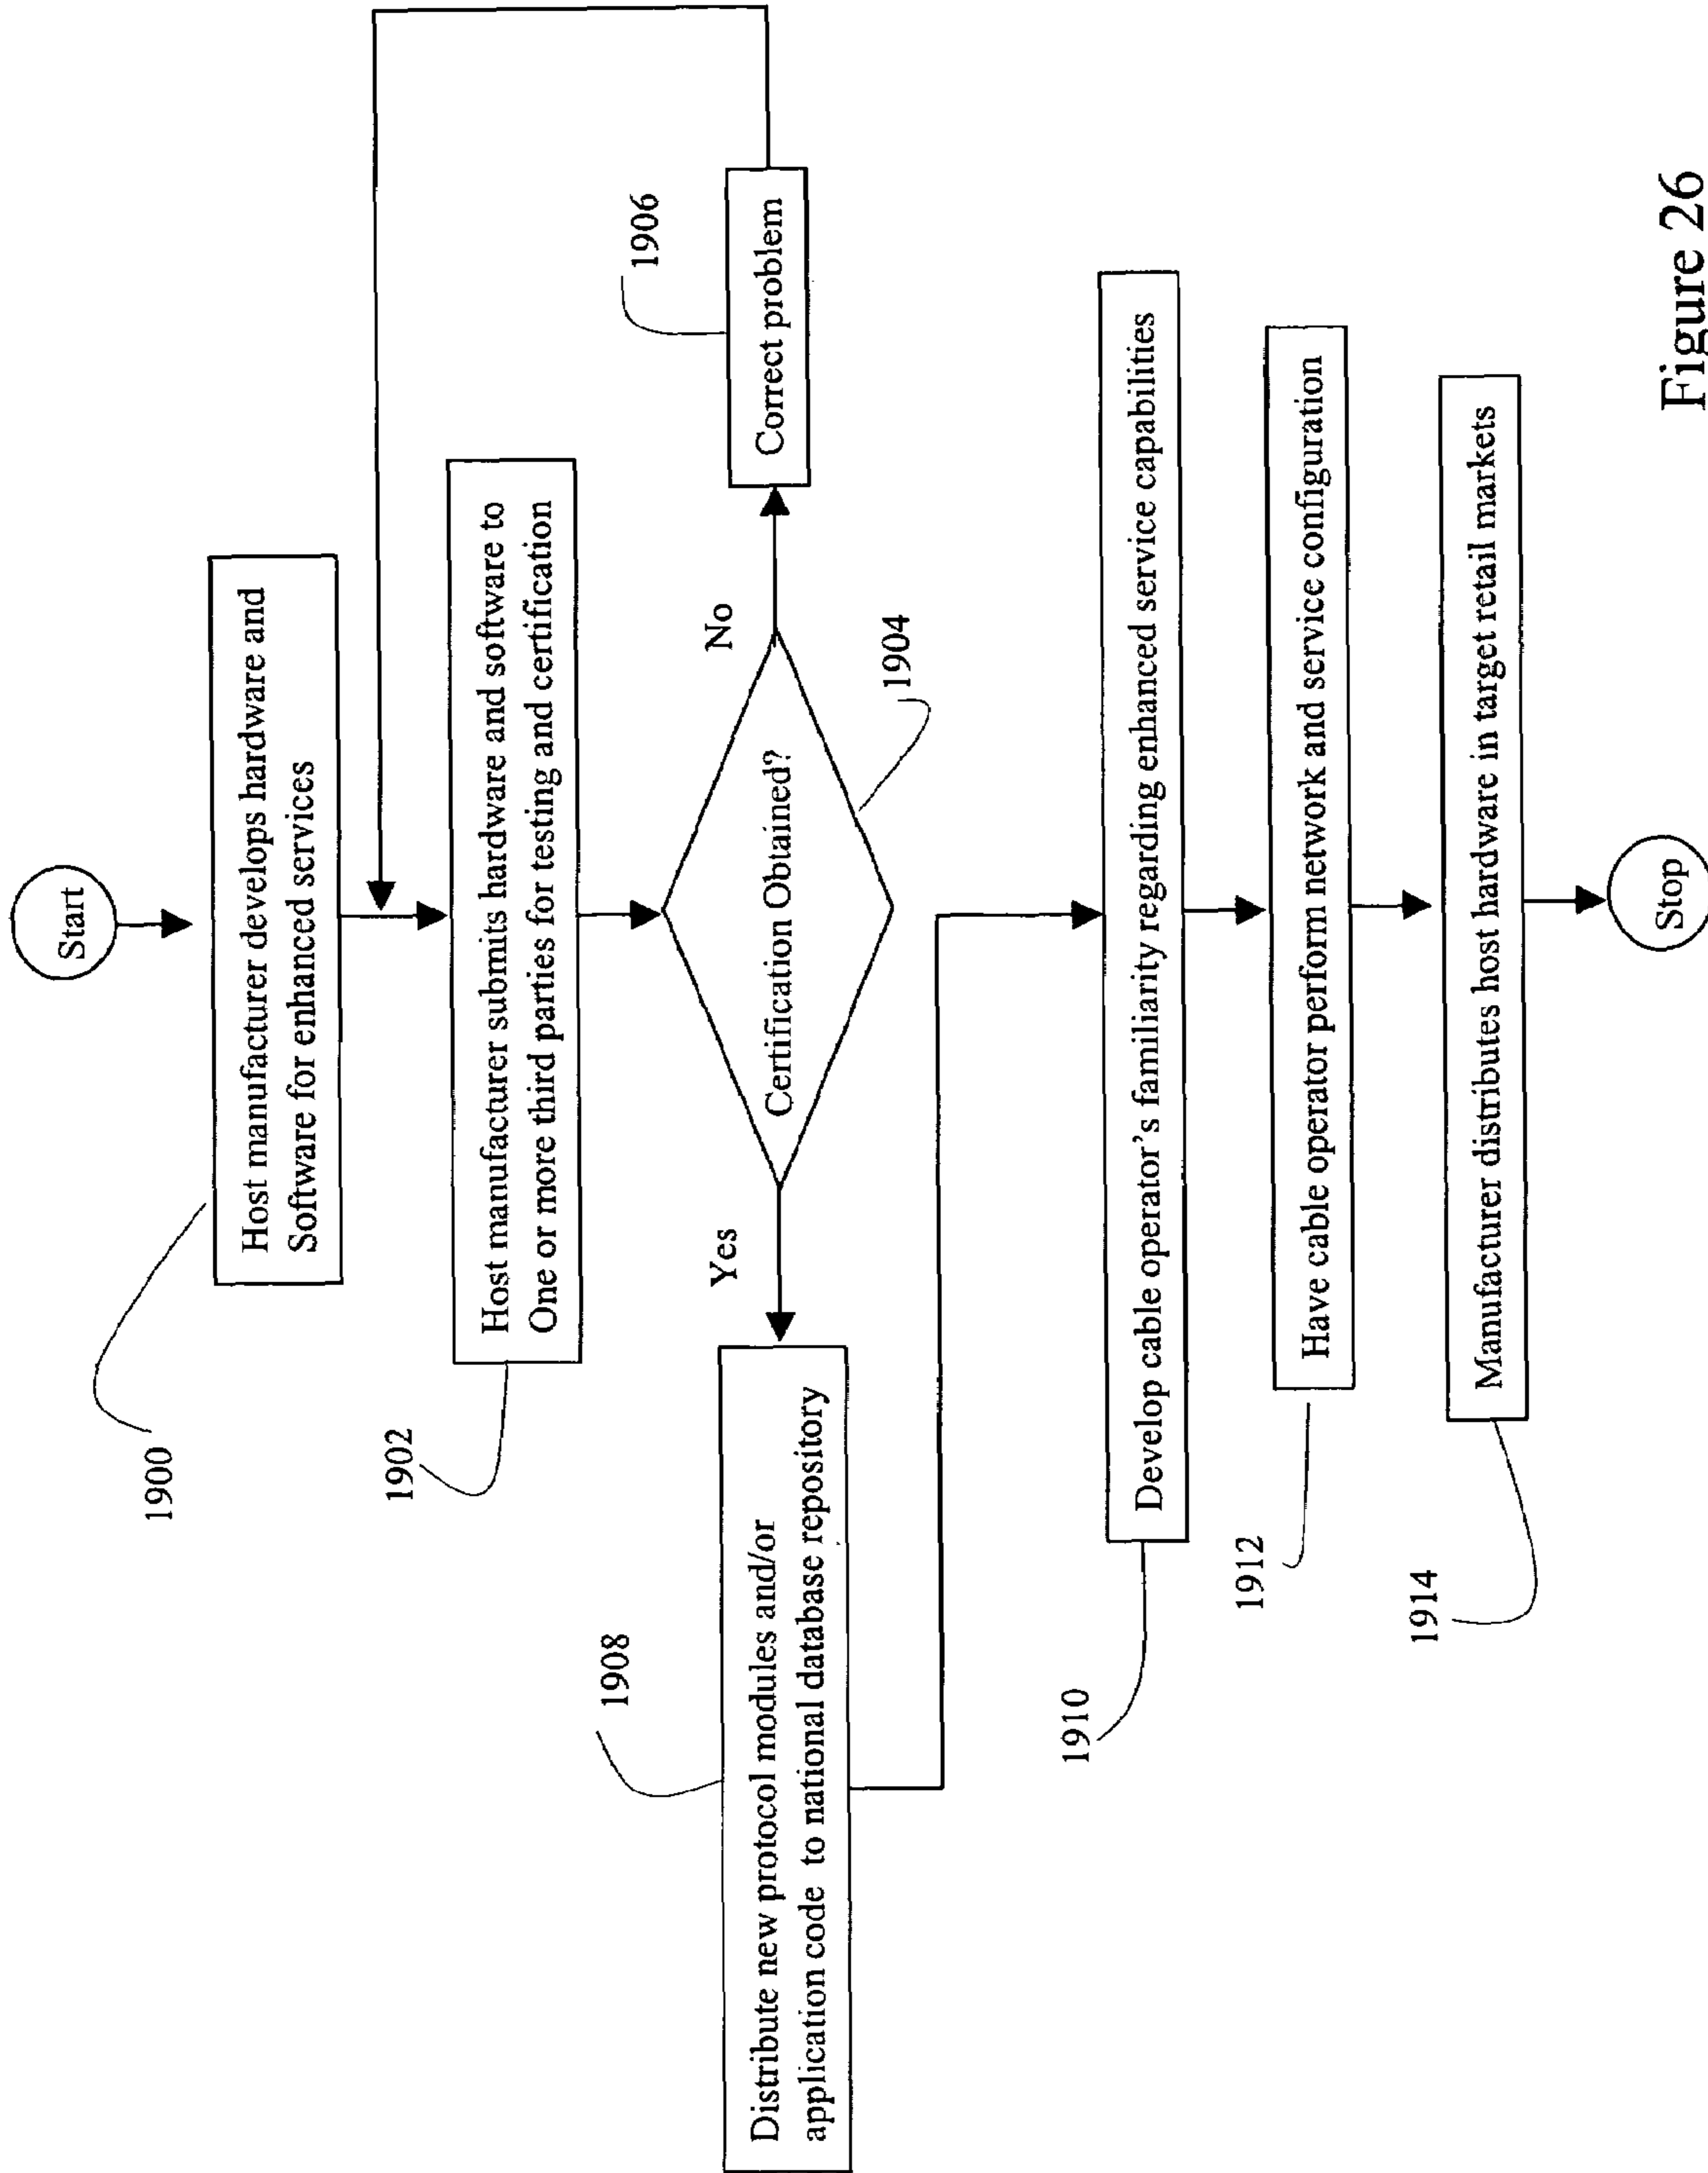 Start
Host manufacturer develops hardware and
Software for enhanced services
1900
Host manufacturer submits hardware and software to
One or more third parties for testing and certification
1902
Certification Obtained?
1904
No
Correct problem
1906
Yes
Distribute new protocol modules and/or
application code to national database repository
1908
Develop cable operator's familiarity regarding enhanced service capabilities
1910
Have cable operator perform network and service configuration
1912
Manufacturer distributes host hardware in target retail markets
1914
Stop
Figure 26